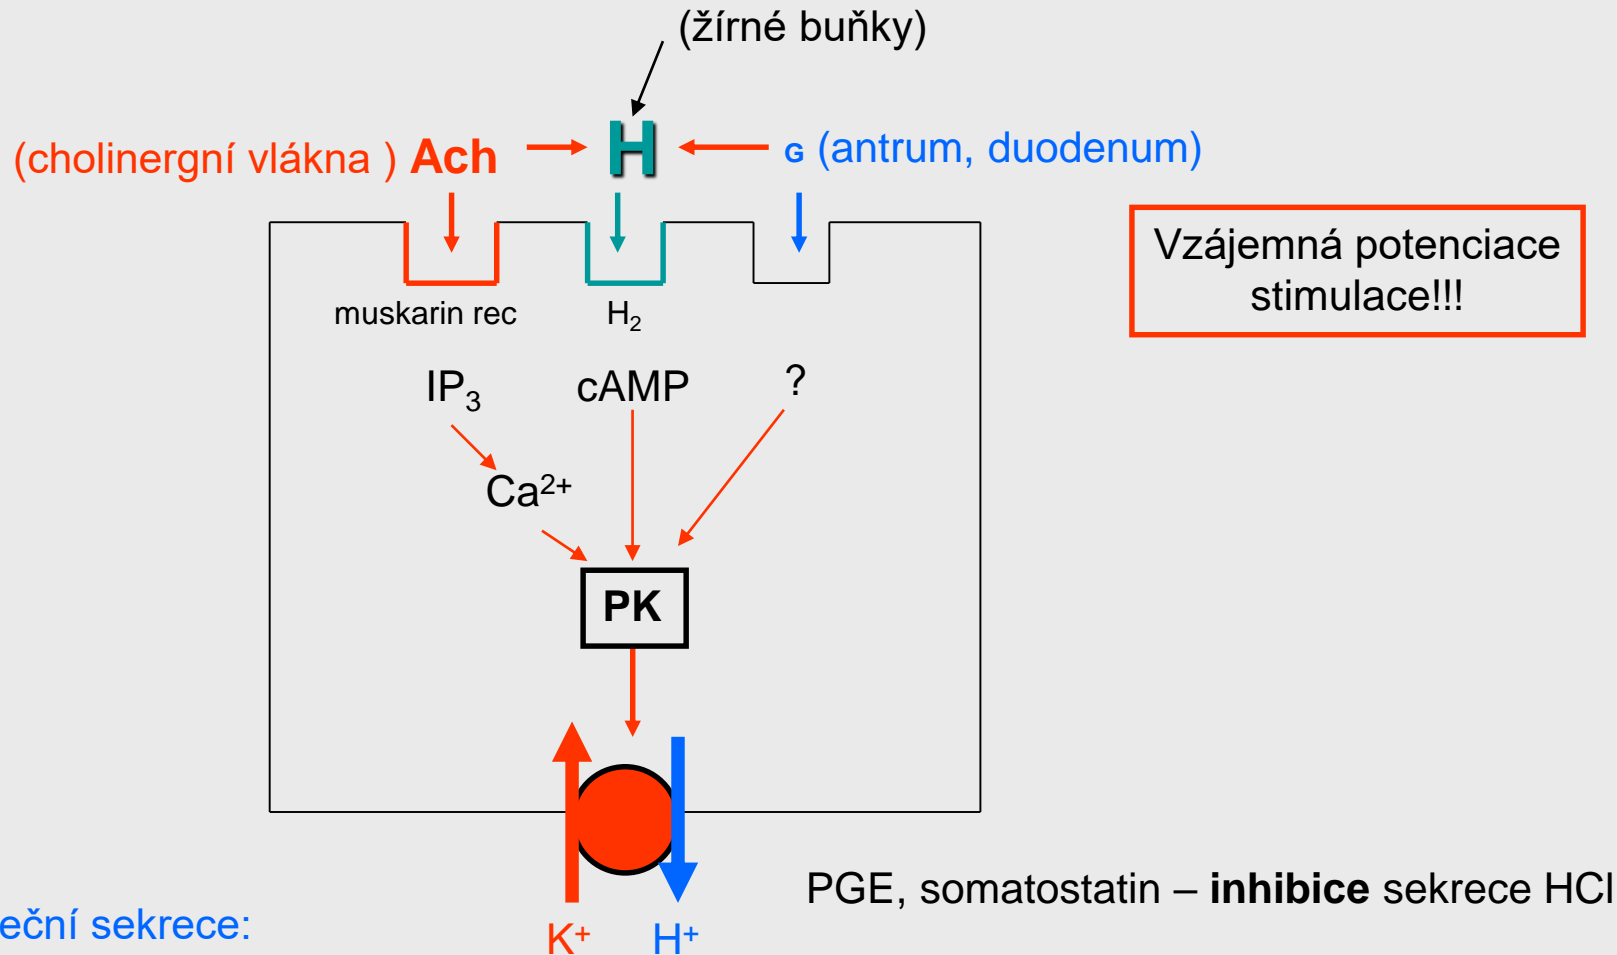 (žírné buňky)
(cholinergní vlákna ) Ach H G (antrum, duodenum)
Vzájemná potenciace
stimulace!!!
muskarin rec H₂
IP₃ cAMP ?
Ca²⁺
PK
PGE, somatostatin – inhibice sekrece HCl
eční sekrece:
K⁺ H⁺